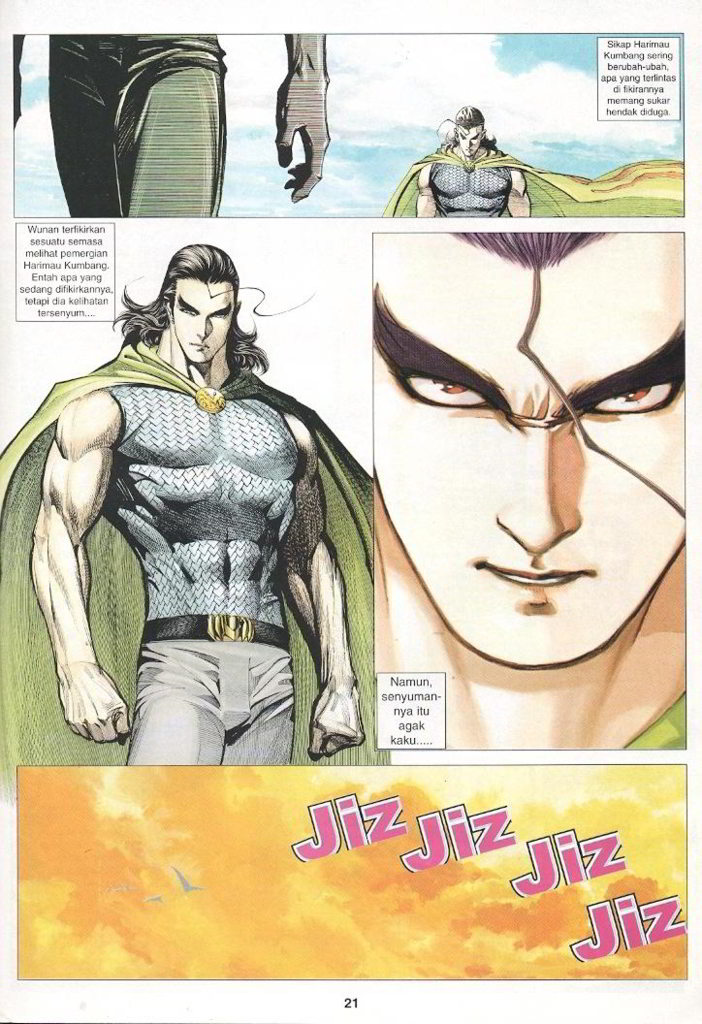 Sikap Harimau
Kumbang sering
berubah-ubah,
apa yang terlintas
di fikirannya
memang sukar
hendak diduga.
Wunan terfikirkan
sesuatu semasa
melihat pemergian
Harimau Kumbang.
Entah apa yang
sedang difikirkannya,
tetapi dia kelihatan
tersenyum....
Namun,
senyuman-
nya itu
agak
kaku.....
Jiz
Jiz
Jiz
Jiz
21